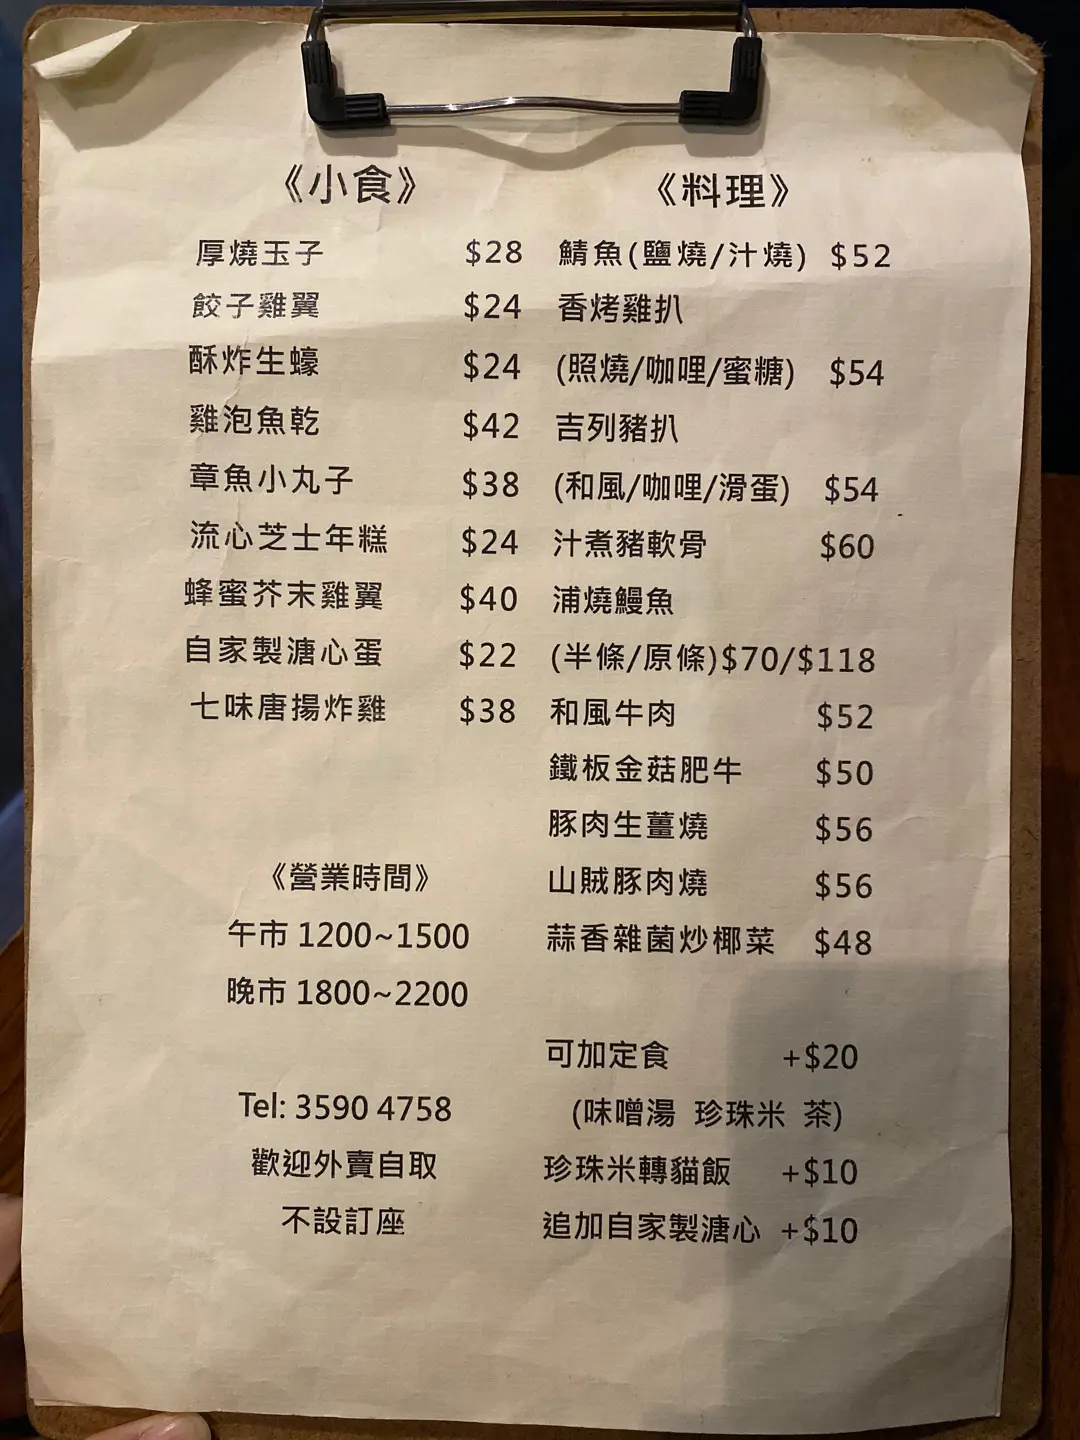 《小食》
厚燒玉子 $28
餃子雞翼 $24
酥炸生蠔 $24
雞泡魚乾 $42
章魚小丸子 $38
流心芝士年糕 $24
蜂蜜芥末雞翼 $40
自家製溏心蛋 $22
七味唐揚炸雞 $38
《營業時間》
午市 1200~1500
晚市 1800~2200
Tel: 3590 4758
歡迎外賣自取
不設訂座
《料理》
鯖魚(鹽燒/汁燒) $52
香烤雞扒
(照燒/咖哩/蜜糖) $54
吉列豬扒
(和風/咖哩/滑蛋) $54
汁煮豬軟骨 $60
浦燒鰻魚
(半條/原條)$70/$118
和風牛肉 $52
鐵板金菇肥牛 $50
豚肉生薑燒 $56
山賊豚肉燒 $56
蒜香雜菌炒椰菜 $48
可加定食 +$20
(味噌湯 珍珠米 茶)
珍珠米轉貓飯 +$10
追加自家製溏心 +$10